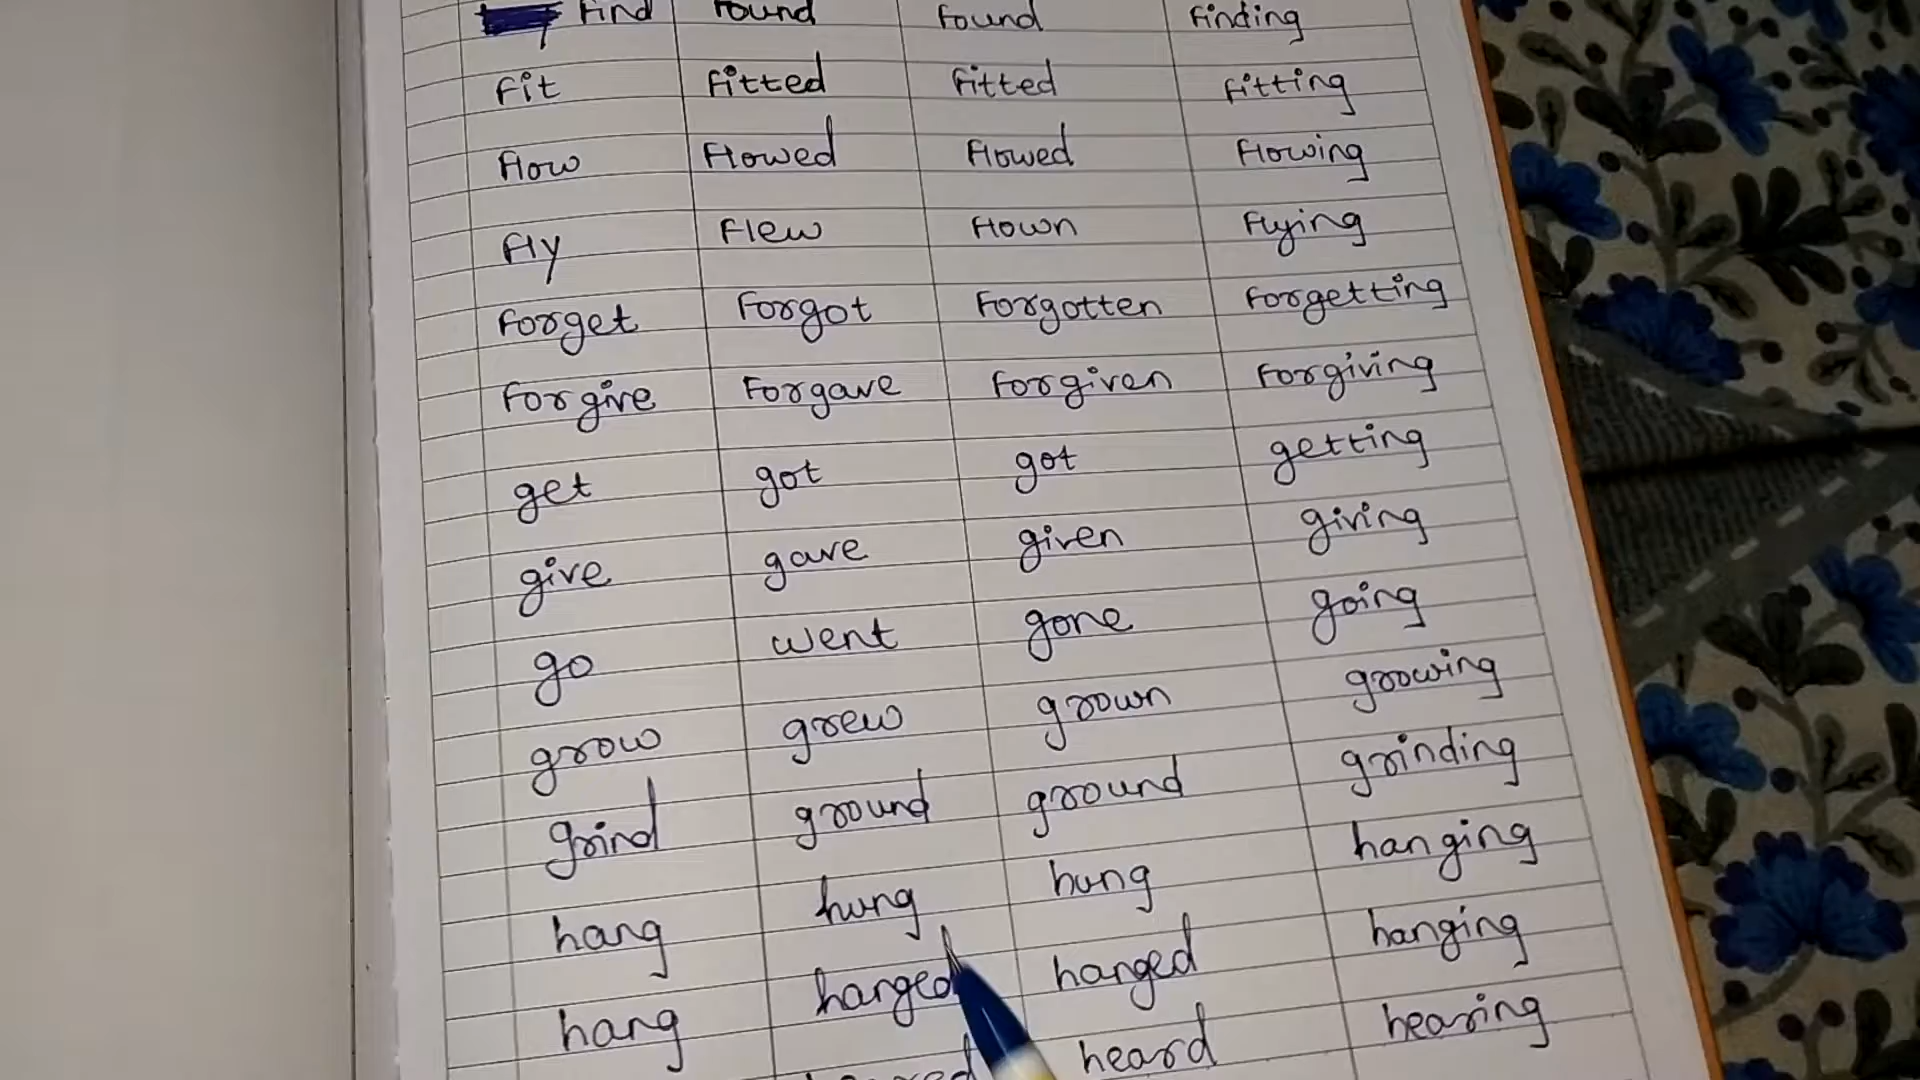 Find Found Found Finding
Fit Fitted Fitted Fitting
Flow Flowed Flowed Flowing
Fly Flew Flown Flying
Forget Forgot Forgotten Forgetting
Forgive Forgave Forgiven Forgiving
get got got getting
give gave given giving
go went gone going
grow grew grown growing
grind ground ground grinding
hang hung hung hanging
hang hanged hanged hanging
heard hearing